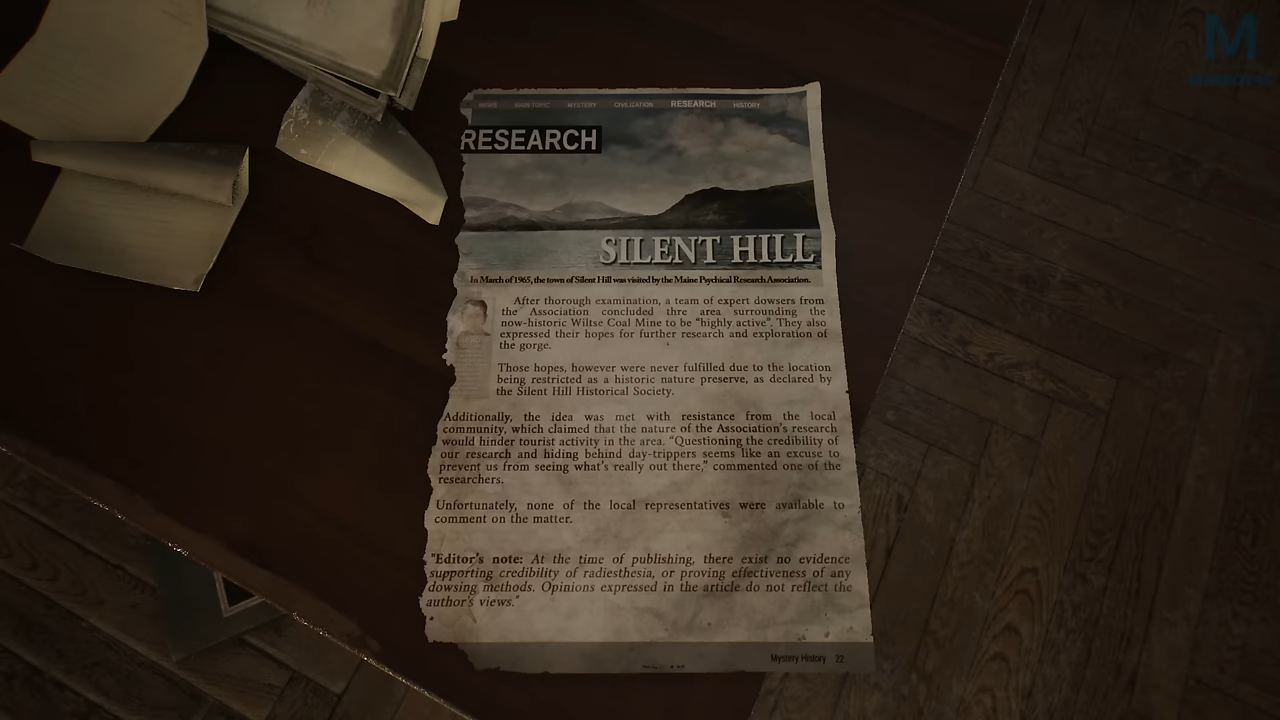 M
NEWS MAIN TOPIC MYSTERY CIVILIZATION RESEARCH HISTORY
RESEARCH
SILENT HILL
In March of 1965, the town of Silent Hill was visited by the Maine Psychical Research Association.
After thorough examination, a team of expert dowsers from
the Association concluded thre area surrounding the
now-historic Wiltse Coal Mine to be "highly active". They also
expressed their hopes for further research and exploration of
the gorge.
Those hopes, however were never fulfilled due to the location
being restricted as a historic nature preserve, as declared by
the Silent Hill Historical Society.
Additionally, the idea was met with resistance from the local
community, which claimed that the nature of the Association's research
would hinder tourist activity in the area. "Questioning the credibility of
our research and hiding behind day-trippers seems like an excuse to
prevent us from seeing what's really out there," commented one of the
researchers.
Unfortunately, none of the local representatives were available to
comment on the matter.
"Editor's note: At the time of publishing, there exist no evidence
supporting credibility of radiesthesia, or proving effectiveness of any
dowsing methods. Opinions expressed in the article do not reflect the
author's views."
Mystery History 22